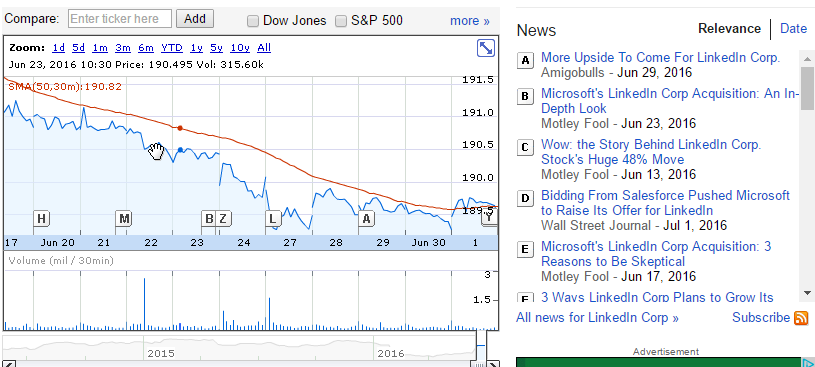 Compare: Enter ticker here Add Dow Jones S&P 500 more »
Zoom: 1d 5d 1m 3m 6m YTD 1y 5y 10y All
Jun 23, 2016 10:30 Price: 190.495 Vol: 315.60k
SMA(50,30m):190.82
191.5
191.0
190.5
190.0
189.5
H M B Z L A
17 Jun 20 21 22 23 24 27 28 29 Jun 30 1
Volume (mil / 30min)
3
1.5
2015 2016
News
Relevance Date
A More Upside To Come For LinkedIn Corp.
Amigobulls - Jun 29, 2016
B Microsoft's LinkedIn Corp Acquisition: An In-
Depth Look
Motley Fool - Jun 23, 2016
C Wow: the Story Behind LinkedIn Corp.
Stock's Huge 48% Move
Motley Fool - Jun 13, 2016
D Bidding From Salesforce Pushed Microsoft
to Raise Its Offer for LinkedIn
Wall Street Journal - Jul 1, 2016
E Microsoft's LinkedIn Corp Acquisition: 3
Reasons to Be Skeptical
Motley Fool - Jun 17, 2016
F 3 Ways LinkedIn Corp Plans to Grow Its
All news for LinkedIn Corp » Subscribe
Advertisement